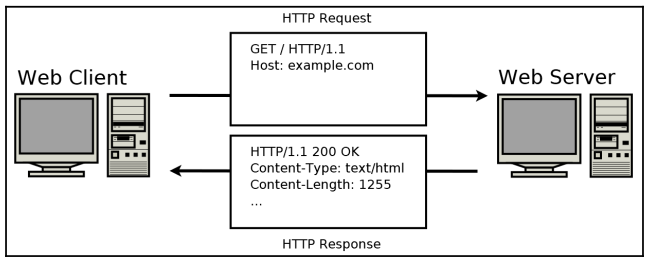 HTTP Request
GET / HTTP/1.1
Host: example.com
Web Client
Web Server
HTTP/1.1 200 OK
Content-Type: text/html
Content-Length: 1255
...
HTTP Response